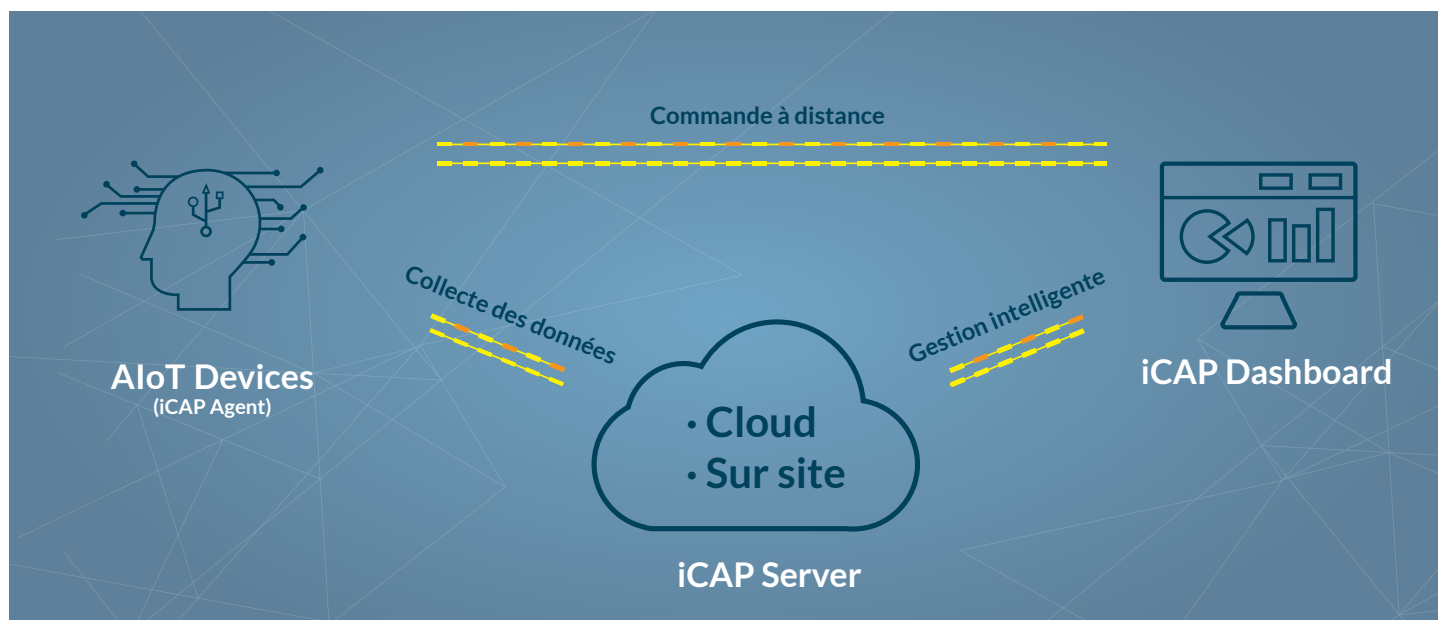 Commande à distance
Collecte des données
Gestion intelligente
AIoT Devices
(iCAP Agent)
iCAP Dashboard
· Cloud
· Sur site
iCAP Server